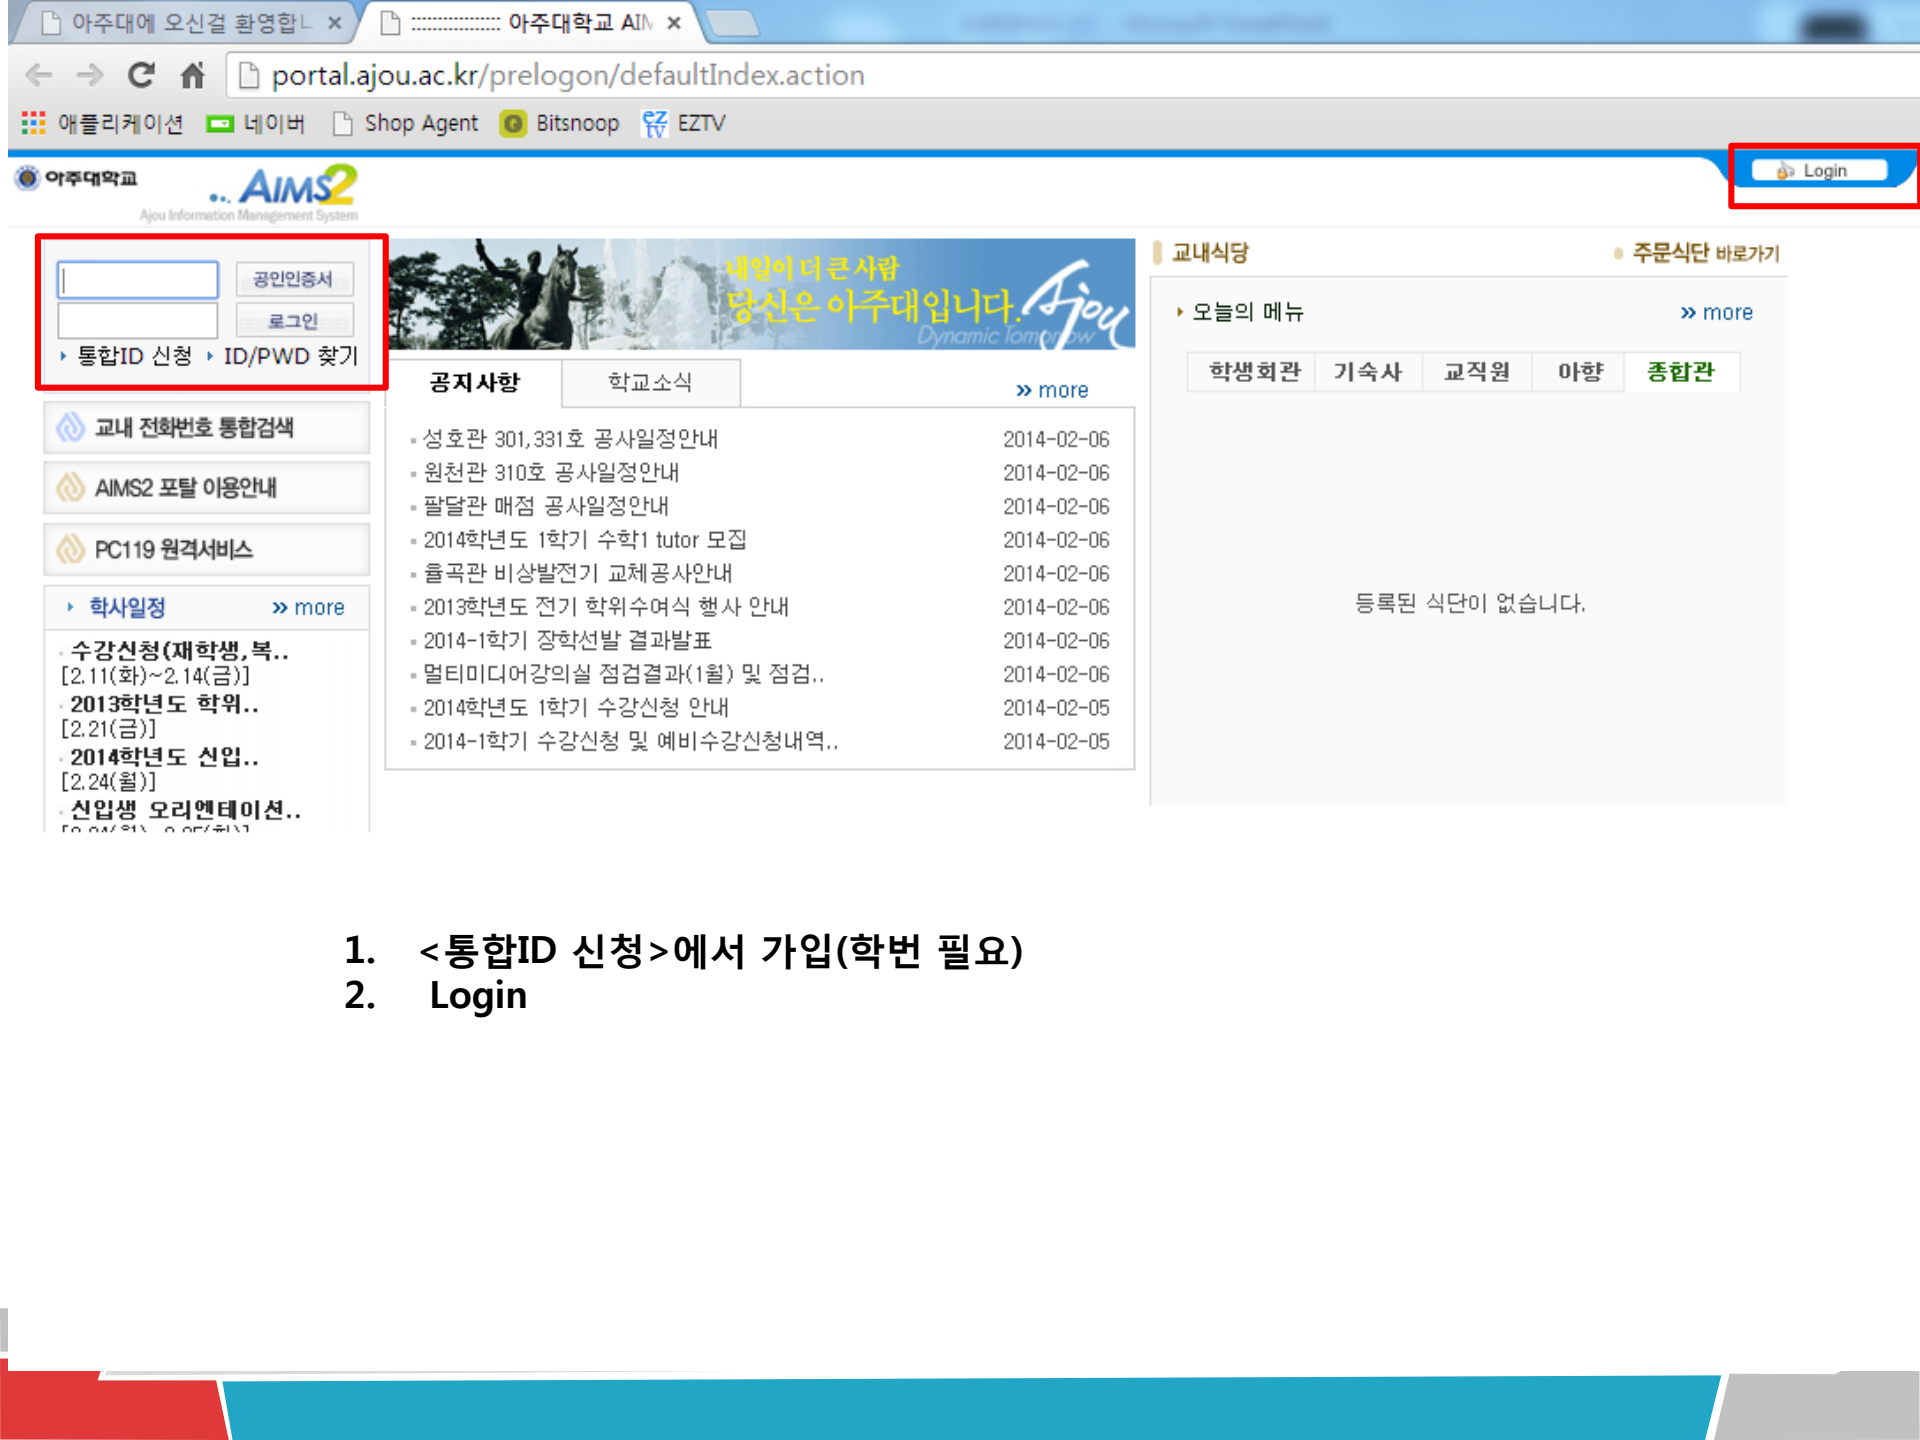 아주대에 오신걸 환영합ㄴ
:::::::::::::::: 아주대학교 AIM
portal.ajou.ac.kr/prelogon/defaultIndex.action
애플리케이션 네이버 Shop Agent Bitsnoop EZTV
아주대학교 AIMS2 Login
Ajou Information Management System
공인인증서
로그인
통합ID 신청 ID/PWD 찾기
교내 전화번호 통합검색
AIMS2 포탈 이용안내
PC119 원격서비스
학사일정 » more
수강신청(재학생,복..
[2.11(화)~2.14(금)]
2013학년도 학위..
[2.21(금)]
2014학년도 신입..
[2.24(월)]
신입생 오리엔테이션..
내일이 더 큰 사람
당신은 아주대입니다.
Ajou
Dynamic Tomorrow
공지사항 학교소식 » more
성호관 301,331호 공사일정안내 2014-02-06
원천관 310호 공사일정안내 2014-02-06
팔달관 매점 공사일정안내 2014-02-06
2014학년도 1학기 수학1 tutor 모집 2014-02-06
율곡관 비상발전기 교체공사안내 2014-02-06
2013학년도 전기 학위수여식 행사 안내 2014-02-06
2014-1학기 장학선발 결과발표 2014-02-06
멀티미디어강의실 점검결과(1월) 및 점검.. 2014-02-06
2014학년도 1학기 수강신청 안내 2014-02-05
2014-1학기 수강신청 및 예비수강신청내역.. 2014-02-05
교내식당 주문식단 바로가기
오늘의 메뉴 » more
학생회관 기숙사 교직원 아향 종합관
등록된 식단이 없습니다.
1. <통합ID 신청>에서 가입(학번 필요)
2. Login